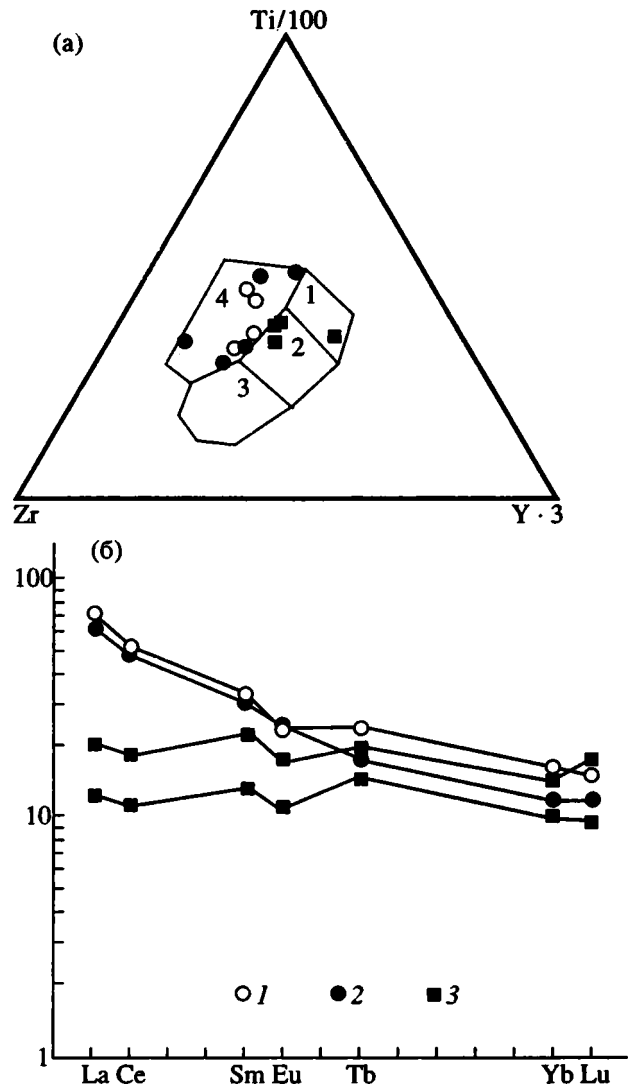 (а)
Ti/100
4
1
2
3
Zr
Y · 3
(б)
100
10
1
1
2
3
La Ce
Sm Eu
Tb
Yb Lu